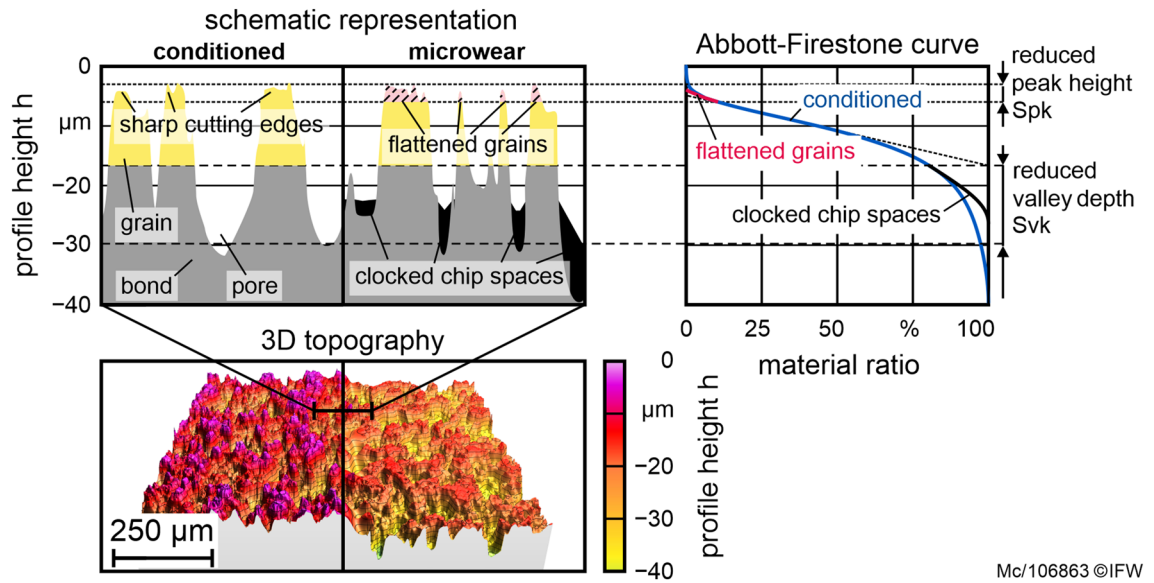 schematic representation
conditioned
microwear
0
µm
−20
−30
−40
profile height h
sharp cutting edges
grain
bond
pore
flattened grains
clocked chip spaces
Abbott-Firestone curve
conditioned
flattened grains
clocked chip spaces
0 25 50 % 100
material ratio
reduced
peak height
Spk
reduced
valley depth
Svk
3D topography
250 µm
0
µm
−20
−30
−40
profile height h
Mc/106863 ©IFW